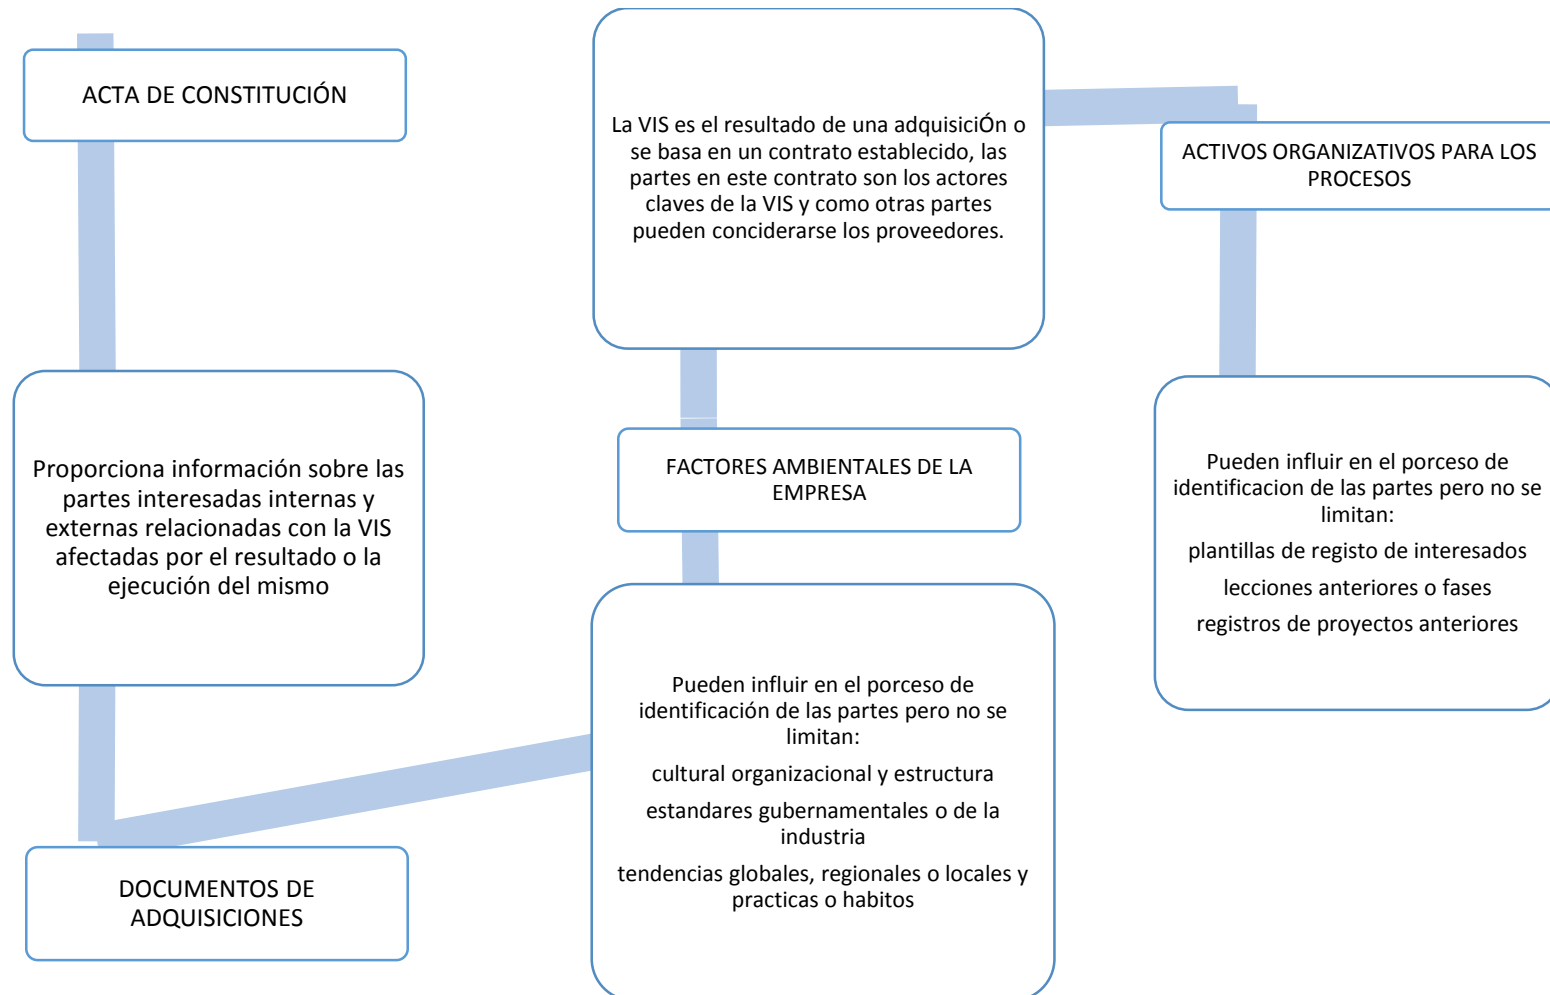 ACTA DE CONSTITUCIÓN
Proporciona información sobre las
partes interesadas internas y
externas relacionadas con la VIS
afectadas por el resultado o la
ejecución del mismo
DOCUMENTOS DE
ADQUISICIONES
La VIS es el resultado de una adquisiciÓn o
se basa en un contrato establecido, las
partes en este contrato son los actores
claves de la VIS y como otras partes
pueden conciderarse los proveedores.
FACTORES AMBIENTALES DE LA
EMPRESA
Pueden influir en el porceso de
identificación de las partes pero no se
limitan:
cultural organizacional y estructura
estandares gubernamentales o de la
industria
tendencias globales, regionales o locales y
practicas o habitos
ACTIVOS ORGANIZATIVOS PARA LOS
PROCESOS
Pueden influir en el porceso de
identificacion de las partes pero no se
limitan:
plantillas de registo de interesados
lecciones anteriores o fases
registros de proyectos anteriores